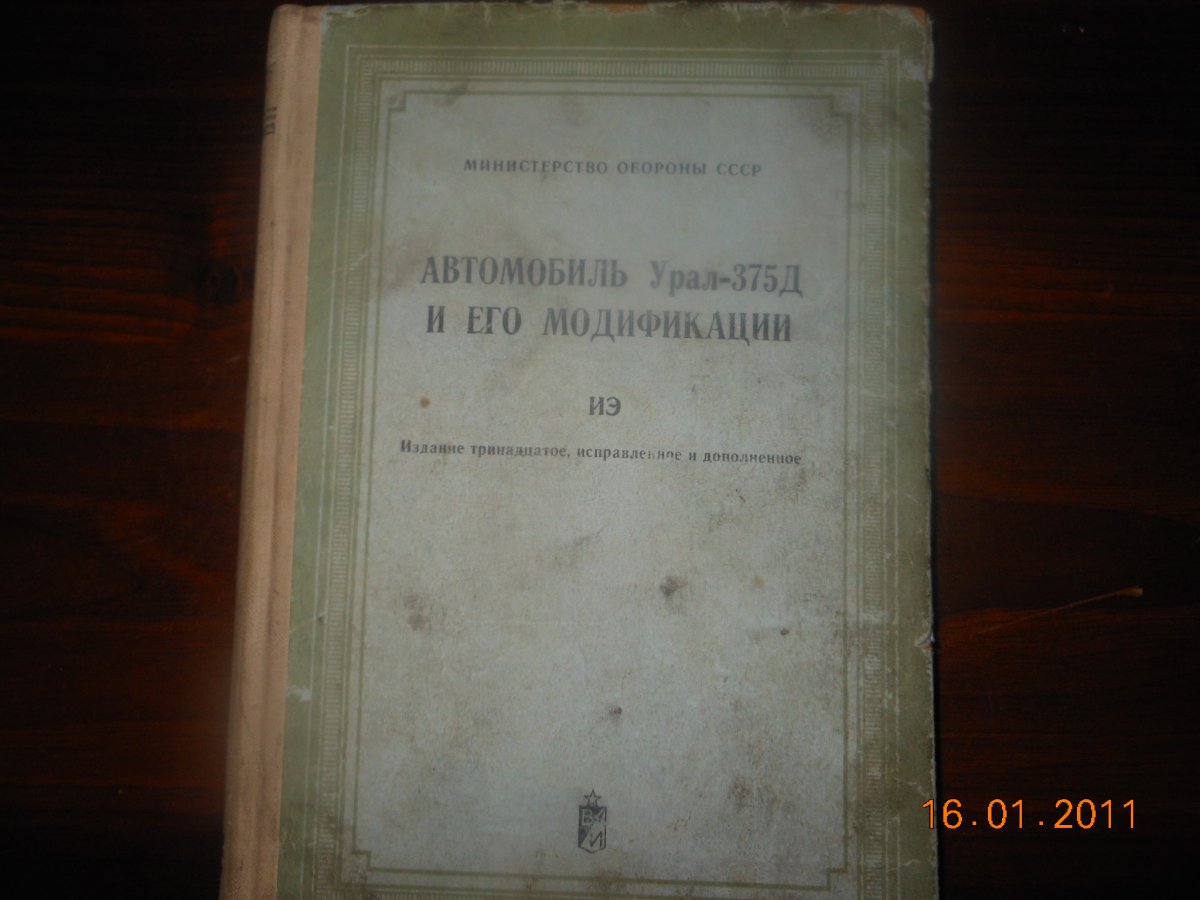 МИНИСТЕРСТВО ОБОРОНЫ СССР
АВТОМОБИЛЬ Урал-375Д
И ЕГО МОДИФИКАЦИИ
ИЭ
Издание тринадцатое, исправленное и дополненное
16.01.2011